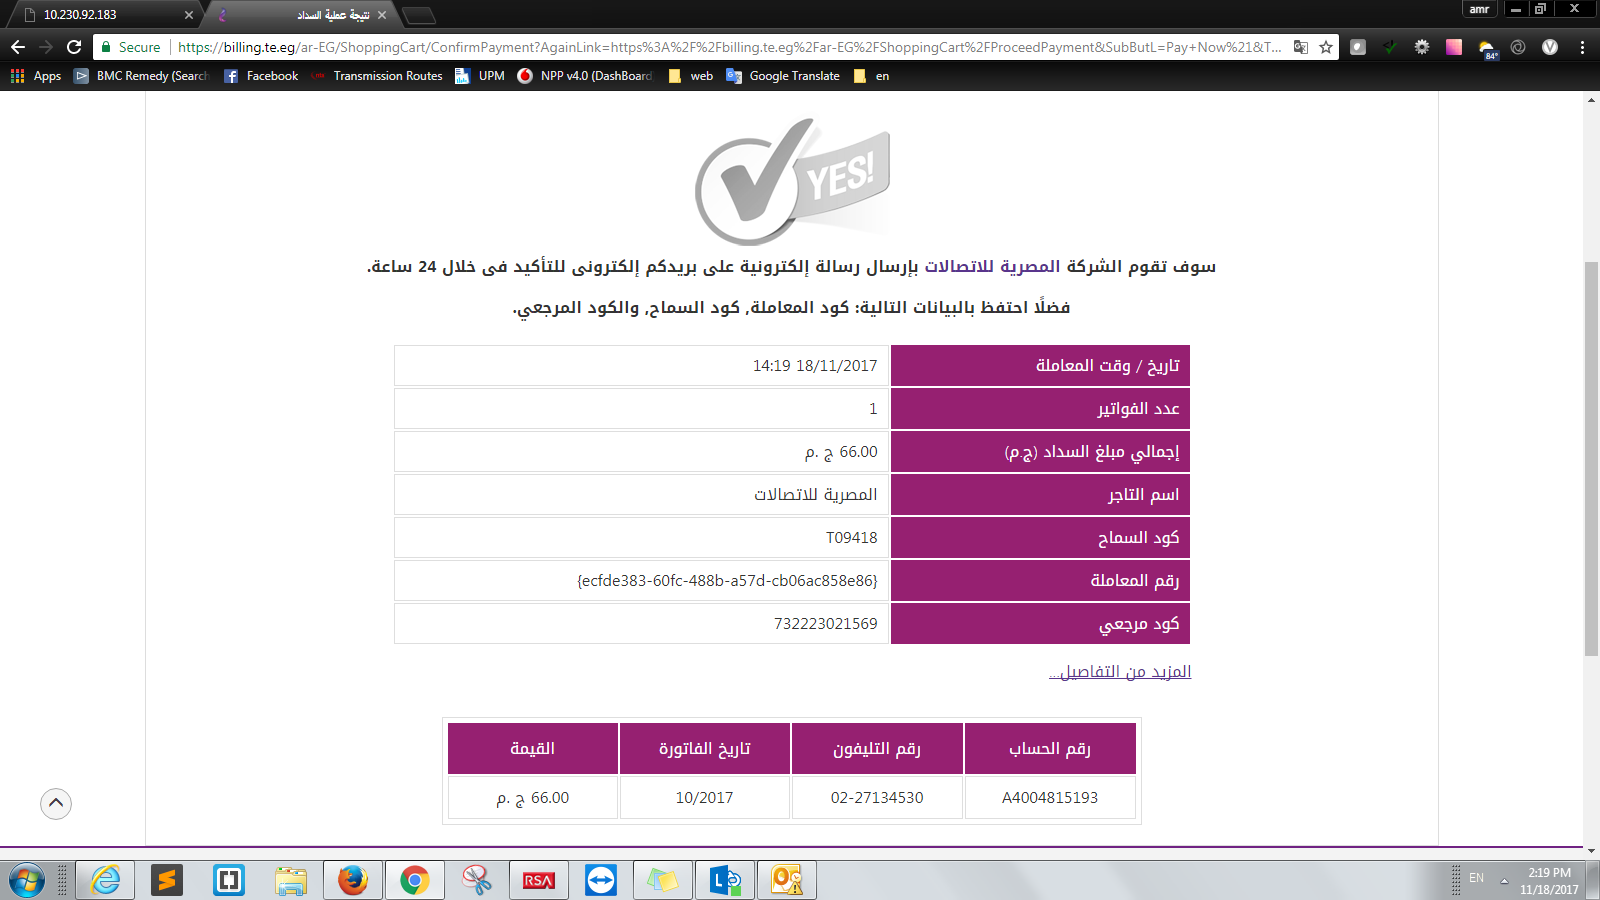 10.230.92.183
نتيجة عملية السداد
amr
Secure
https://billing.te.eg/ar-EG/ShoppingCart/ConfirmPayment?AgainLink=https%3A%2F%2Fbilling.te.eg%2Far-EG%2FShoppingCart%2FProceedPayment&SubButL=Pay+Now%21&T...
84°
Apps
BMC Remedy (Search
Facebook
Transmission Routes
UPM
NPP v4.0 (DashBoard
web
Google Translate
en
YES!
سوف تقوم الشركة المصرية للاتصالات بإرسال رسالة إلكترونية على بريدكم إلكترونى للتأكيد فى خلال 24 ساعة.
فضلًا احتفظ بالبيانات التالية: كود المعاملة, كود السماح, والكود المرجعي.
تاريخ / وقت المعاملة 18/11/2017 14:19
عدد الفواتير 1
إجمالي مبلغ السداد (ج.م) 66.00 ج .م
اسم التاجر المصرية للاتصالات
كود السماح T09418
رقم المعاملة {ecfde383-60fc-488b-a57d-cb06ac858e86}
كود مرجعي 732223021569
المزيد من التفاصيل...
رقم الحساب رقم التليفون تاريخ الفاتورة القيمة
A4004815193 02-27134530 10/2017 66.00 ج .م
RSA
EN
2:19 PM
11/18/2017